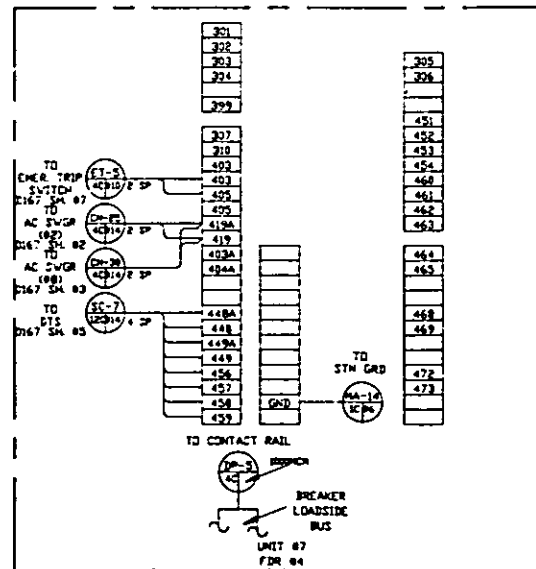 301
302
303
304
399
307
310
403
403
405
405
419A
419
403A
404A
448A
448
449A
449
456
457
458
459
305
306
451
452
453
454
460
461
462
463
464
465
468
469
472
473
GND
TO
EMER. TRIP
SWITCH
D167 SH. 07
ET-5
4C#10 / 2 SP
TO
AC SWGR
(02)
D167 SH. 02
4C#14 / 2 SP
TO
AC SWGR
(08)
D167 SH. 03
CM-30
4C#14 / 2 SP
TO
DTS
D167 SH. 05
SC-7
12C#14 / 4 SP
TO
STN GRD
MA-14
1C#6
TO CONTACT RAIL
DP-5
4C
BREAKER
LOADSIDE
BUS
UNIT 07
FDR 04